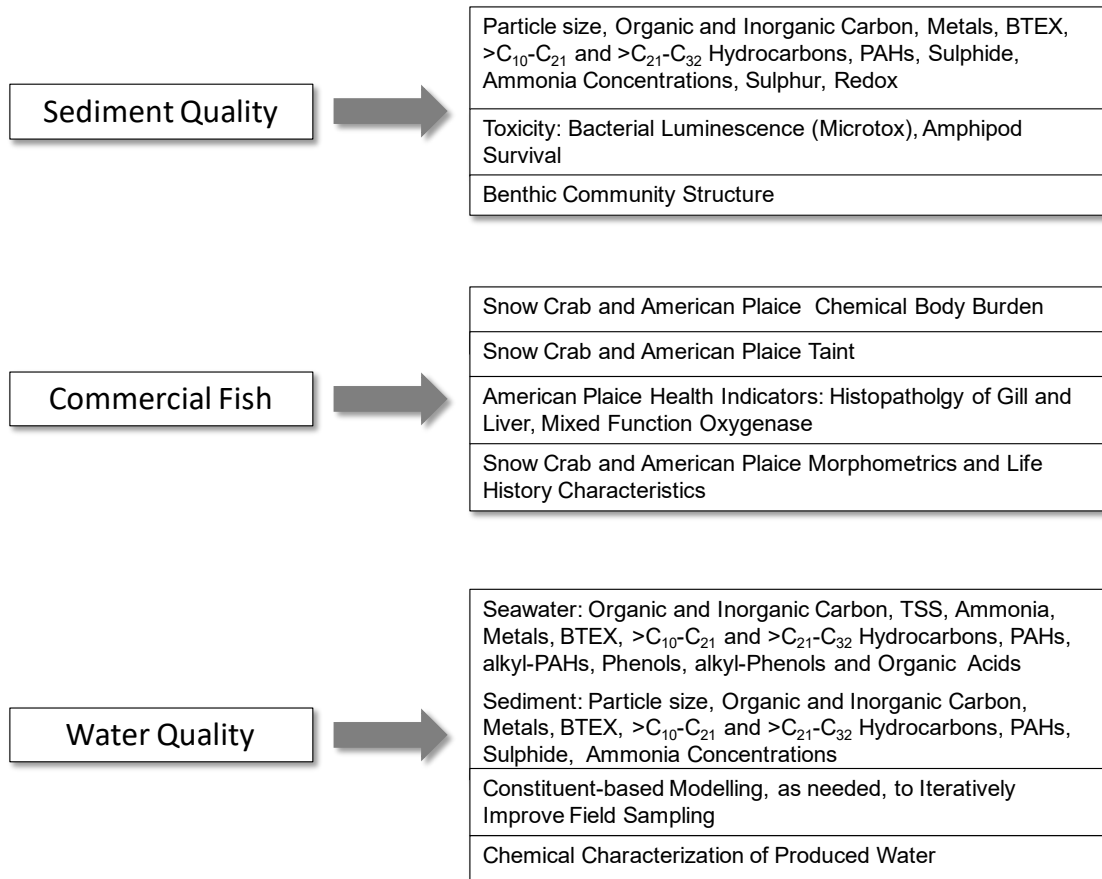 Sediment Quality
Particle size, Organic and Inorganic Carbon, Metals, BTEX,
>C₁₀-C₂₁ and >C₂₁-C₃₂ Hydrocarbons, PAHs, Sulphide,
Ammonia Concentrations, Sulphur, Redox
Toxicity: Bacterial Luminescence (Microtox), Amphipod
Survival
Benthic Community Structure
Commercial Fish
Snow Crab and American Plaice Chemical Body Burden
Snow Crab and American Plaice Taint
American Plaice Health Indicators: Histopatholgy of Gill and
Liver, Mixed Function Oxygenase
Snow Crab and American Plaice Morphometrics and Life
History Characteristics
Water Quality
Seawater: Organic and Inorganic Carbon, TSS, Ammonia,
Metals, BTEX, >C₁₀-C₂₁ and >C₂₁-C₃₂ Hydrocarbons, PAHs,
alkyl-PAHs, Phenols, alkyl-Phenols and Organic Acids
Sediment: Particle size, Organic and Inorganic Carbon,
Metals, BTEX, >C₁₀-C₂₁ and >C₂₁-C₃₂ Hydrocarbons, PAHs,
Sulphide, Ammonia Concentrations
Constituent-based Modelling, as needed, to Iteratively
Improve Field Sampling
Chemical Characterization of Produced Water